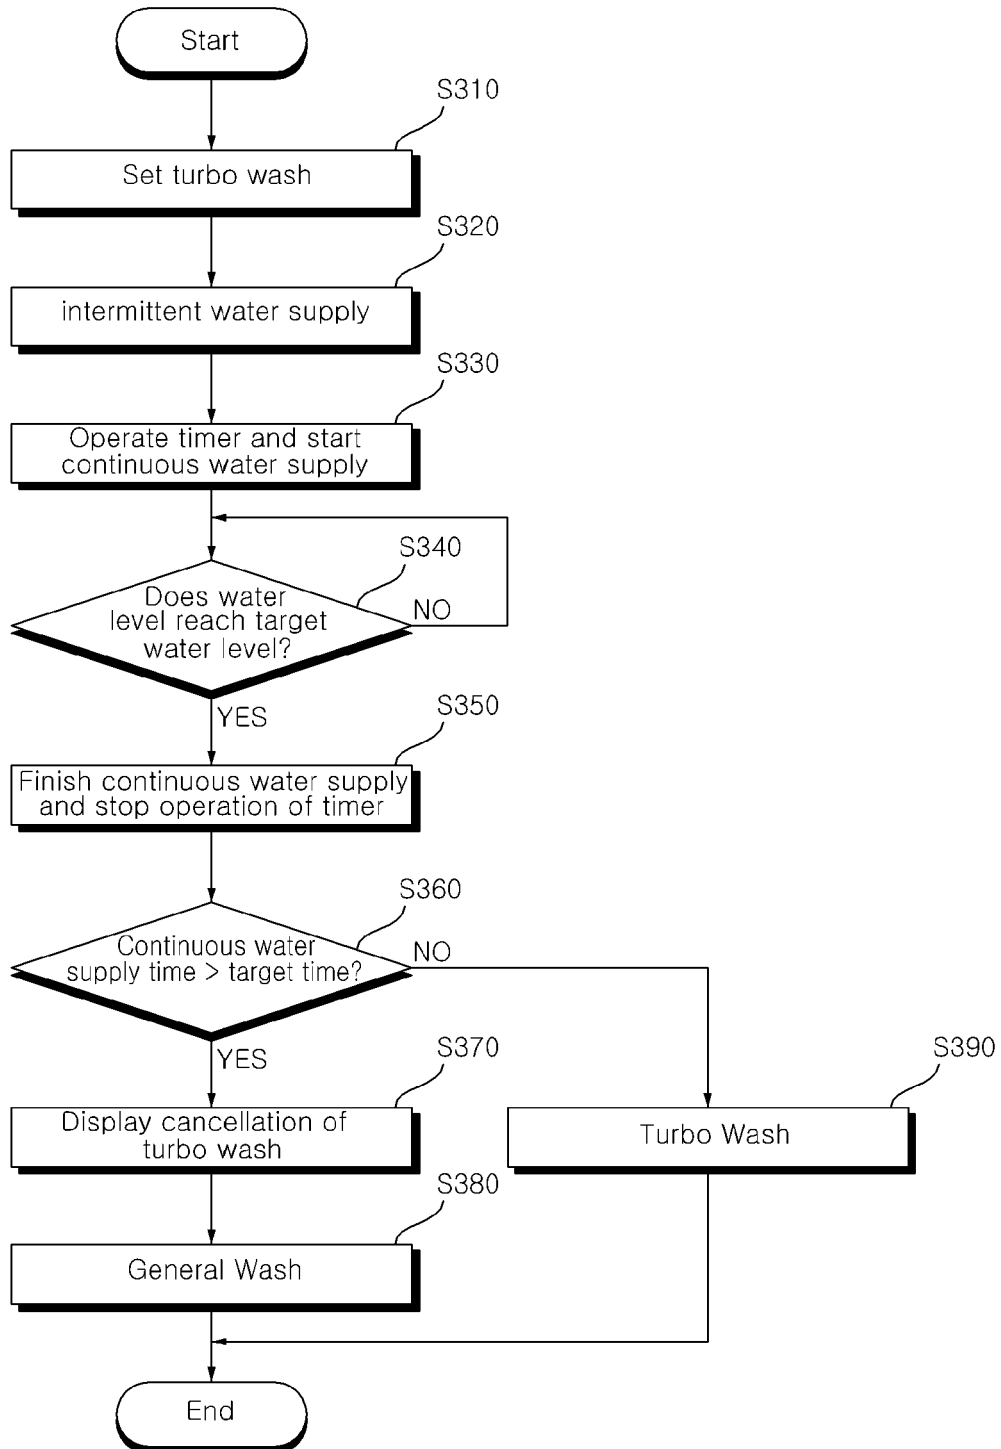 Start
S310
Set turbo wash
S320
intermittent water supply
S330
Operate timer and start
continuous water supply
S340
Does water
level reach target
water level?
NO
YES
S350
Finish continuous water supply
and stop operation of timer
S360
Continuous water
supply time > target time?
NO
YES
S370
Display cancellation of
turbo wash
S390
Turbo Wash
S380
General Wash
End